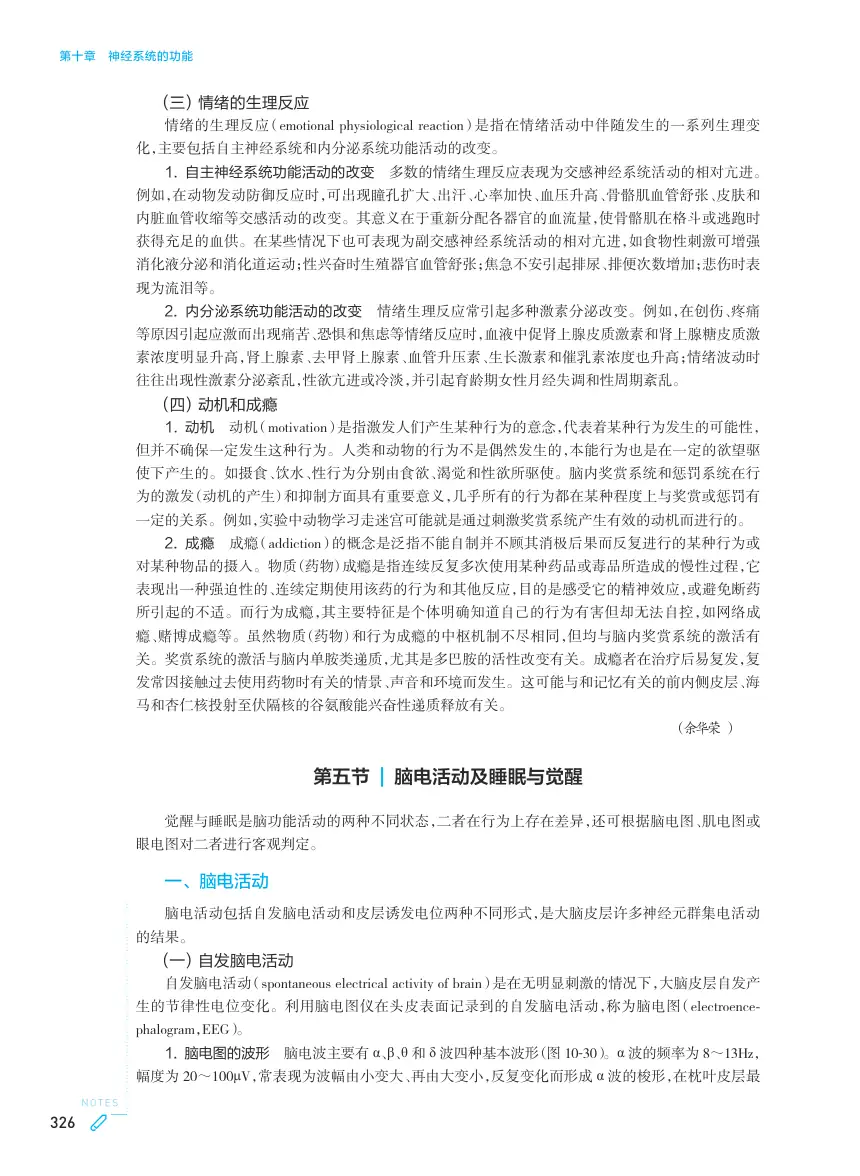 第十章　神经系统的功能
（三）情绪的生理反应
情绪的生理反应（emotional physiological reaction）是指在情绪活动中伴随发生的一系列生理变
化，主要包括自主神经系统和内分泌系统功能活动的改变。
1. 自主神经系统功能活动的改变　多数的情绪生理反应表现为交感神经系统活动的相对亢进。
例如，在动物发动防御反应时，可出现瞳孔扩大、出汗、心率加快、血压升高、骨骼肌血管舒张、皮肤和
内脏血管收缩等交感活动的改变。其意义在于重新分配各器官的血流量，使骨骼肌在格斗或逃跑时
获得充足的血供。在某些情况下也可表现为副交感神经系统活动的相对亢进，如食物性刺激可增强
消化液分泌和消化道运动；性兴奋时生殖器官血管舒张；焦急不安引起排尿、排便次数增加；悲伤时表
现为流泪等。
2. 内分泌系统功能活动的改变　情绪生理反应常引起多种激素分泌改变。例如，在创伤、疼痛
等原因引起应激而出现痛苦、恐惧和焦虑等情绪反应时，血液中促肾上腺皮质激素和肾上腺糖皮质激
素浓度明显升高，肾上腺素、去甲肾上腺素、血管升压素、生长激素和催乳素浓度也升高；情绪波动时
往往出现性激素分泌紊乱，性欲亢进或冷淡，并引起育龄期女性月经失调和性周期紊乱。
（四）动机和成瘾
1. 动机　动机（motivation）是指激发人们产生某种行为的意念，代表着某种行为发生的可能性，
但并不确保一定发生这种行为。人类和动物的行为不是偶然发生的，本能行为也是在一定的欲望驱
使下产生的。如摄食、饮水、性行为分别由食欲、渴觉和性欲所驱使。脑内奖赏系统和惩罚系统在行
为的激发（动机的产生）和抑制方面具有重要意义，几乎所有的行为都在某种程度上与奖赏或惩罚有
一定的关系。例如，实验中动物学习走迷宫可能就是通过刺激奖赏系统产生有效的动机而进行的。
2. 成瘾　成瘾（addiction）的概念是泛指不能自制并不顾其消极后果而反复进行的某种行为或
对某种物品的摄入。物质（药物）成瘾是指连续反复多次使用某种药品或毒品所造成的慢性过程，它
表现出一种强迫性的、连续定期使用该药的行为和其他反应，目的是感受它的精神效应，或避免断药
所引起的不适。而行为成瘾，其主要特征是个体明确知道自己的行为有害但却无法自控，如网络成
瘾、赌博成瘾等。虽然物质（药物）和行为成瘾的中枢机制不尽相同，但均与脑内奖赏系统的激活有
关。奖赏系统的激活与脑内单胺类递质，尤其是多巴胺的活性改变有关。成瘾者在治疗后易复发，复
发常因接触过去使用药物时有关的情景、声音和环境而发生。这可能与和记忆有关的前内侧皮层、海
马和杏仁核投射至伏隔核的谷氨酸能兴奋性递质释放有关。
（余华荣 ）
第五节 | 脑电活动及睡眠与觉醒
觉醒与睡眠是脑功能活动的两种不同状态，二者在行为上存在差异，还可根据脑电图、肌电图或
眼电图对二者进行客观判定。
一、脑电活动
脑电活动包括自发脑电活动和皮层诱发电位两种不同形式，是大脑皮层许多神经元群集电活动
的结果。
（一）自发脑电活动
自发脑电活动（spontaneous electrical activity of brain）是在无明显刺激的情况下，大脑皮层自发产
生的节律性电位变化。利用脑电图仪在头皮表面记录到的自发脑电活动，称为脑电图（electroence-
phalogram，EEG）。
1. 脑电图的波形　脑电波主要有 α、β、θ 和 δ 波四种基本波形（图 10-30）。α 波的频率为 8～13Hz，
幅度为 20～100μV，常表现为波幅由小变大、再由大变小，反复变化而形成 α 波的梭形，在枕叶皮层最
NOTES
326